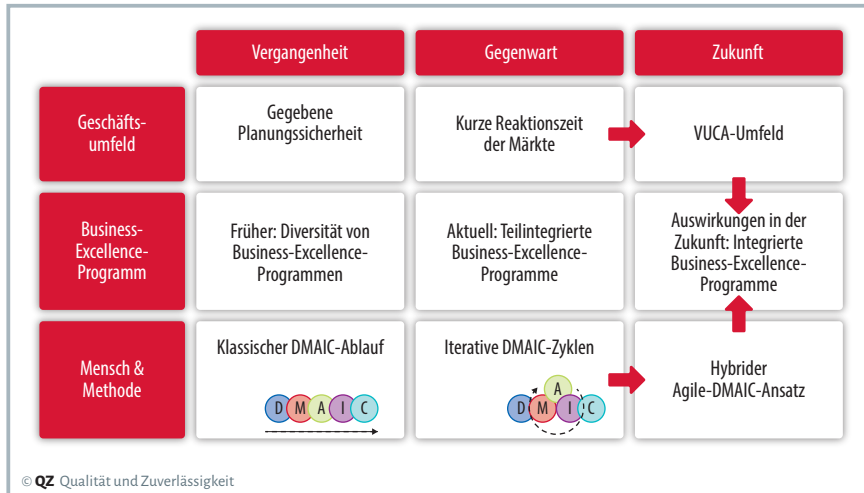 Vergangenheit
Gegenwart
Zukunft
Geschäfts-
umfeld
Gegebene
Planungssicherheit
Kurze Reaktionszeit
der Märkte
VUCA-Umfeld
Business-
Excellence-
Programm
Früher: Diversität von
Business-Excellence-
Programmen
Aktuell: Teilintegrierte
Business-Excellence-
Programme
Auswirkungen in der
Zukunft: Integrierte
Business-Excellence-
Programme
Mensch &
Methode
Klassischer DMAIC-Ablauf
D M A I C
Iterative DMAIC-Zyklen
A
D M I C
Hybrider
Agile-DMAIC-Ansatz
© QZ Qualität und Zuverlässigkeit